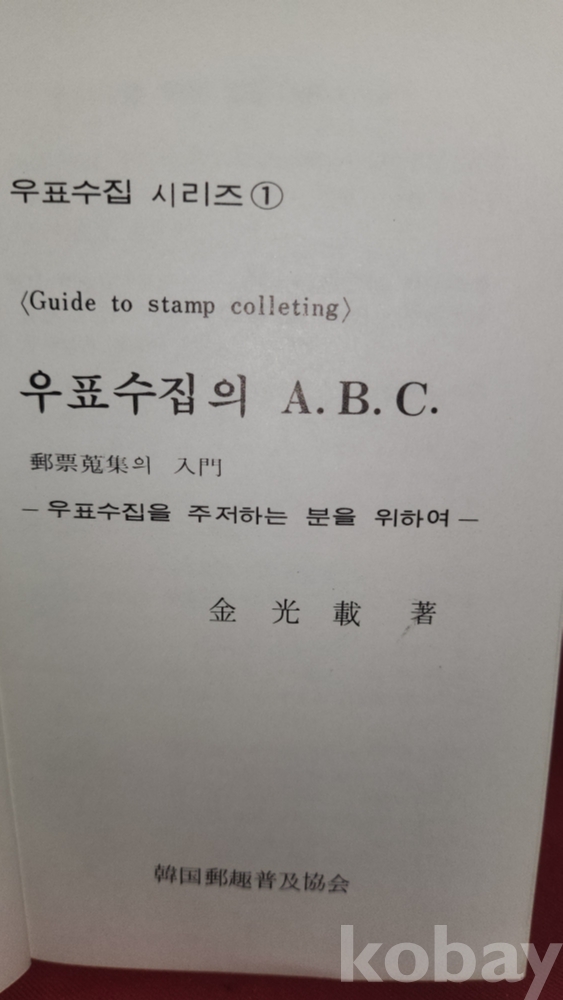 우표수집 시리즈①
〈Guide to stamp colleting〉
우표수집의 A. B. C.
郵票蒐集의 入門
— 우표수집을 주저하는 분을 위하여 —
金 光 載 著
韓国郵趣普及協会
kobay